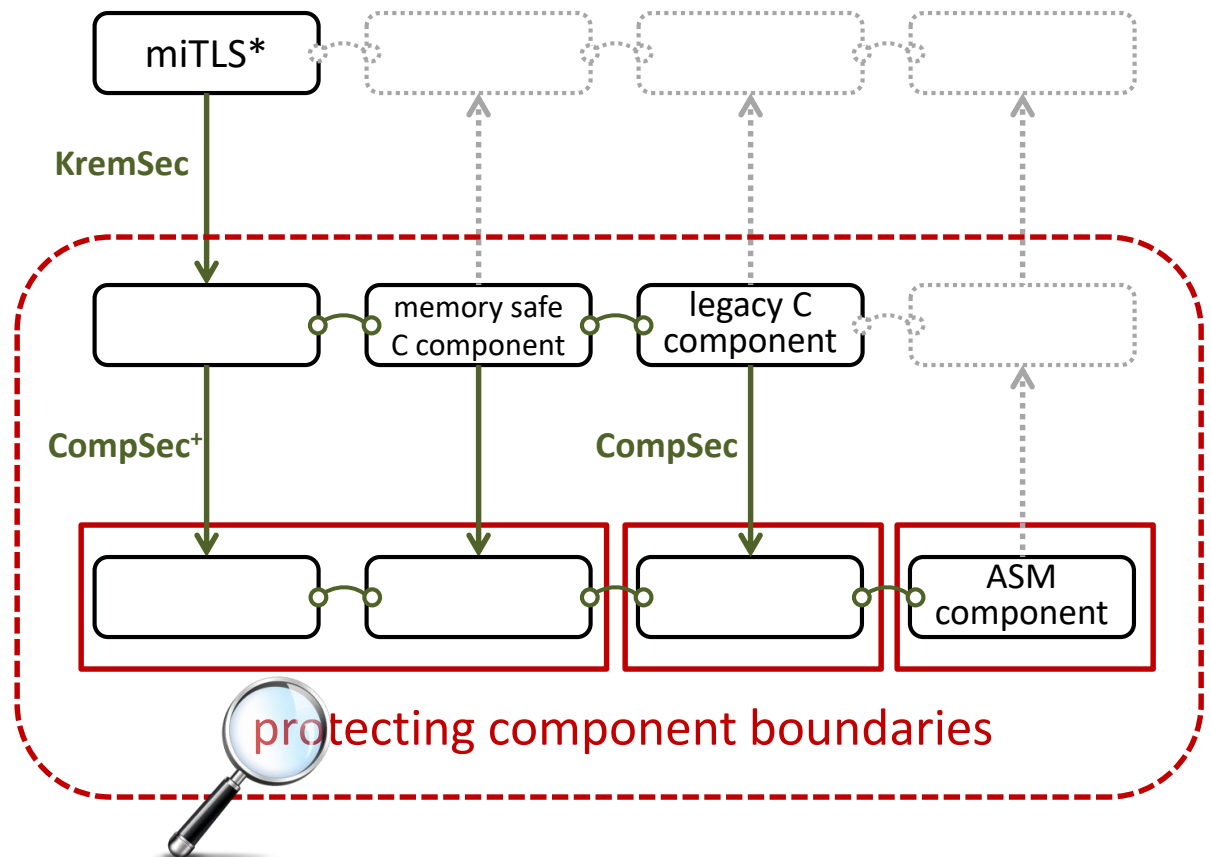 miTLS*
KremSec
memory safe
C component
legacy C
component
CompSec⁺
CompSec
ASM
component
protecting component boundaries